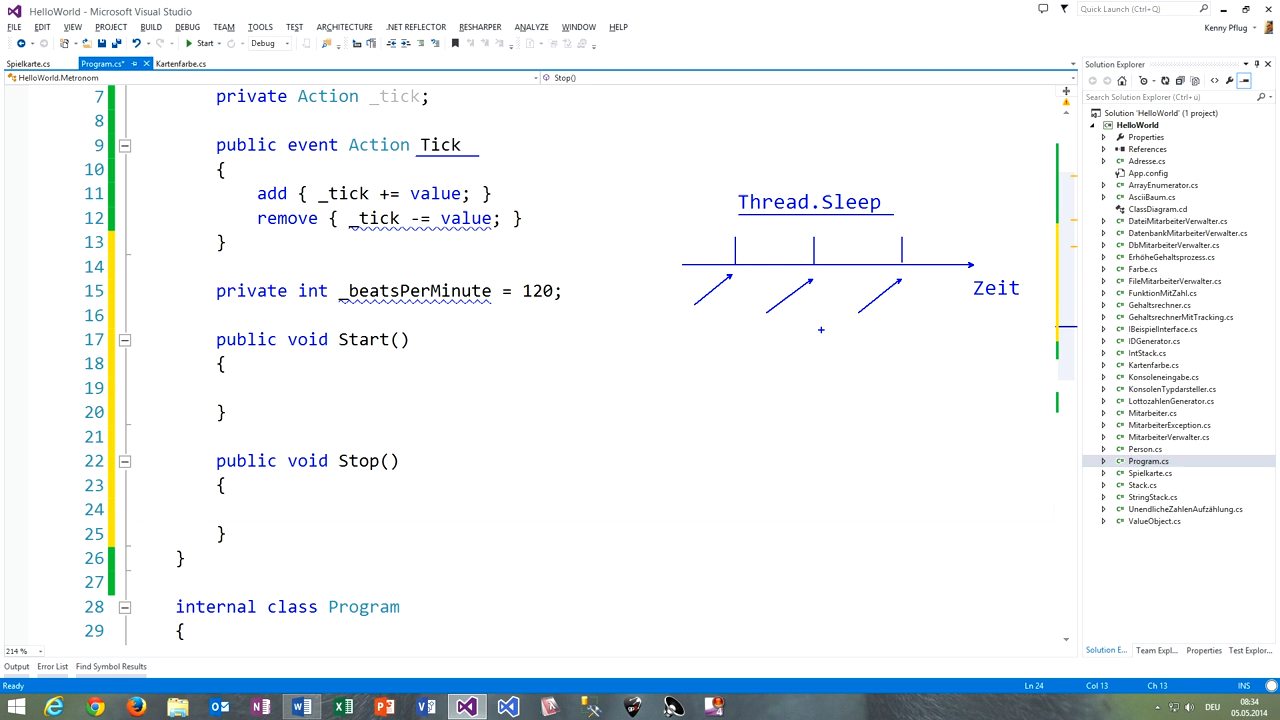 HelloWorld - Microsoft Visual Studio
Quick Launch (Ctrl+Ü)
FILE EDIT VIEW PROJECT BUILD DEBUG TEAM TOOLS TEST ARCHITECTURE .NET REFLECTOR RESHARPER ANALYZE WINDOW HELP
Kenny Pflug
Start Debug
Spielkarte.cs Program.cs* Kartenfarbe.cs
HelloWorld.Metronom Stop()
7 private Action _tick;
8
9 public event Action Tick
10 {
11 add { _tick += value; }
12 remove { _tick -= value; }
13 }
14
15 private int _beatsPerMinute = 120;
16
17 public void Start()
18 {
19
20 }
21
22 public void Stop()
23 {
24
25 }
26 }
27
28 internal class Program
29 {
Thread.Sleep
Zeit
214 %
Solution Explorer
Search Solution Explorer (Ctrl+ü)
Solution 'HelloWorld' (1 project)
HelloWorld
Properties
References
Adresse.cs
App.config
ArrayEnumerator.cs
AsciiBaum.cs
ClassDiagram.cd
DateiMitarbeiterVerwalter.cs
DatenbankMitarbeiterVerwalter.cs
DbMitarbeiterVerwalter.cs
ErhöheGehaltsprozess.cs
Farbe.cs
FileMitarbeiterVerwalter.cs
FunktionMitZahl.cs
Gehaltsrechner.cs
GehaltsrechnerMitTracking.cs
IBeispielInterface.cs
IDGenerator.cs
IntStack.cs
Kartenfarbe.cs
Konsoleneingabe.cs
KonsolenTypdarsteller.cs
LottozahlenGenerator.cs
Mitarbeiter.cs
MitarbeiterException.cs
MitarbeiterVerwalter.cs
Person.cs
Program.cs
Spielkarte.cs
Stack.cs
StringStack.cs
UnendlicheZahlenAufzählung.cs
ValueObject.cs
Solution E... Team Expl... Properties Test Explor...
Output Error List Find Symbol Results
Ready Ln 24 Col 13 Ch 13 INS
DEU 08:34
05.05.2014